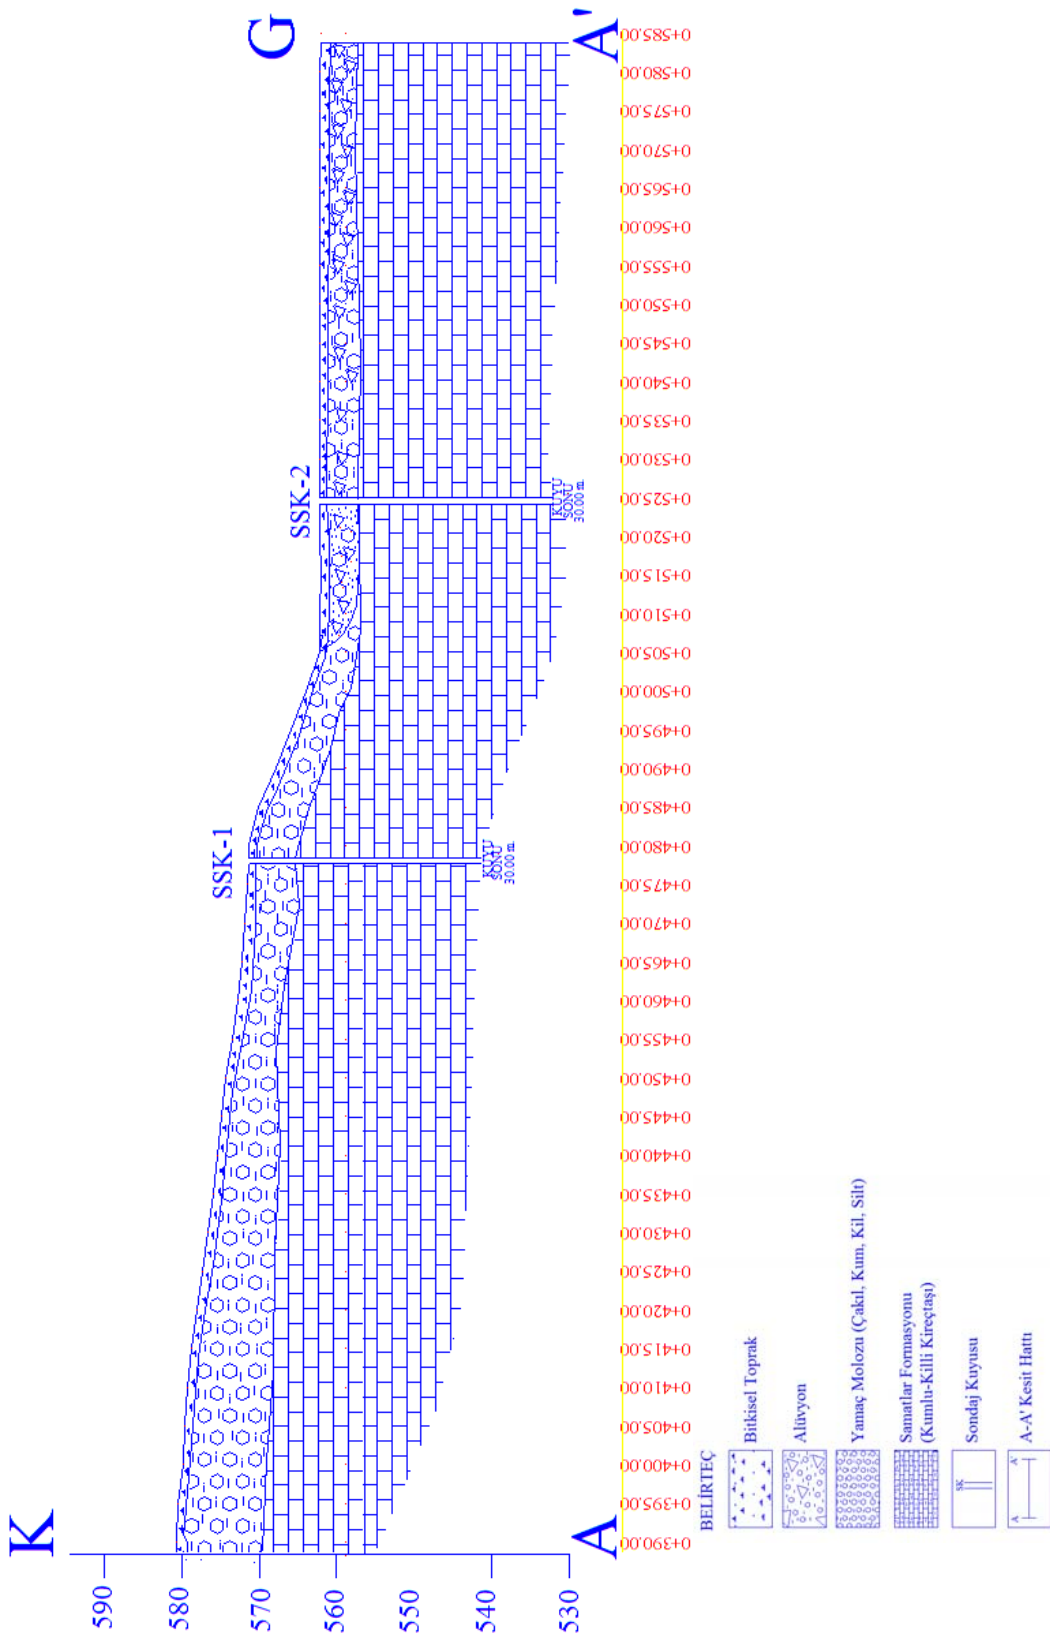 K
G
SSK-1
SSK-2
590
580
570
560
550
540
530
KUYU
SONU
30.00 m.
KUYU
SONU
30.00 m.
A
A'
0+390.00
0+395.00
0+400.00
0+405.00
0+410.00
0+415.00
0+420.00
0+425.00
0+430.00
0+435.00
0+440.00
0+445.00
0+450.00
0+455.00
0+460.00
0+465.00
0+470.00
0+475.00
0+480.00
0+485.00
0+490.00
0+495.00
0+500.00
0+505.00
0+510.00
0+515.00
0+520.00
0+525.00
0+530.00
0+535.00
0+540.00
0+545.00
0+550.00
0+555.00
0+560.00
0+565.00
0+570.00
0+575.00
0+580.00
0+585.00
BELİRTEÇ
Bitkisel Toprak
Alüvyon
Yamaç Molozu (Çakıl, Kum, Kil, Silt)
Samatlar Formasyonu
(Kumlu-Killi Kireçtaşı)
SK
Sondaj Kuyusu
A A'
A-A' Kesit Hattı